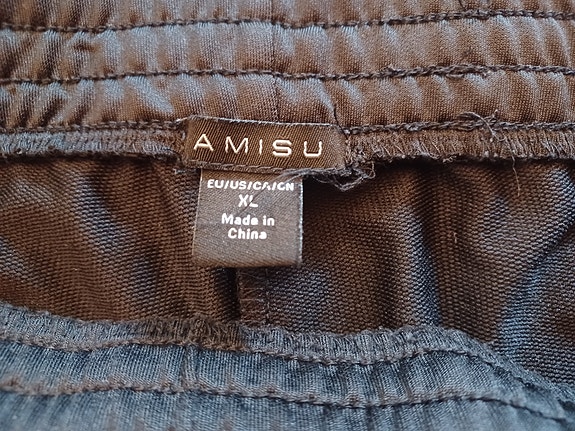 AMISU
EU/US/CA/CN
XL
Made in
China